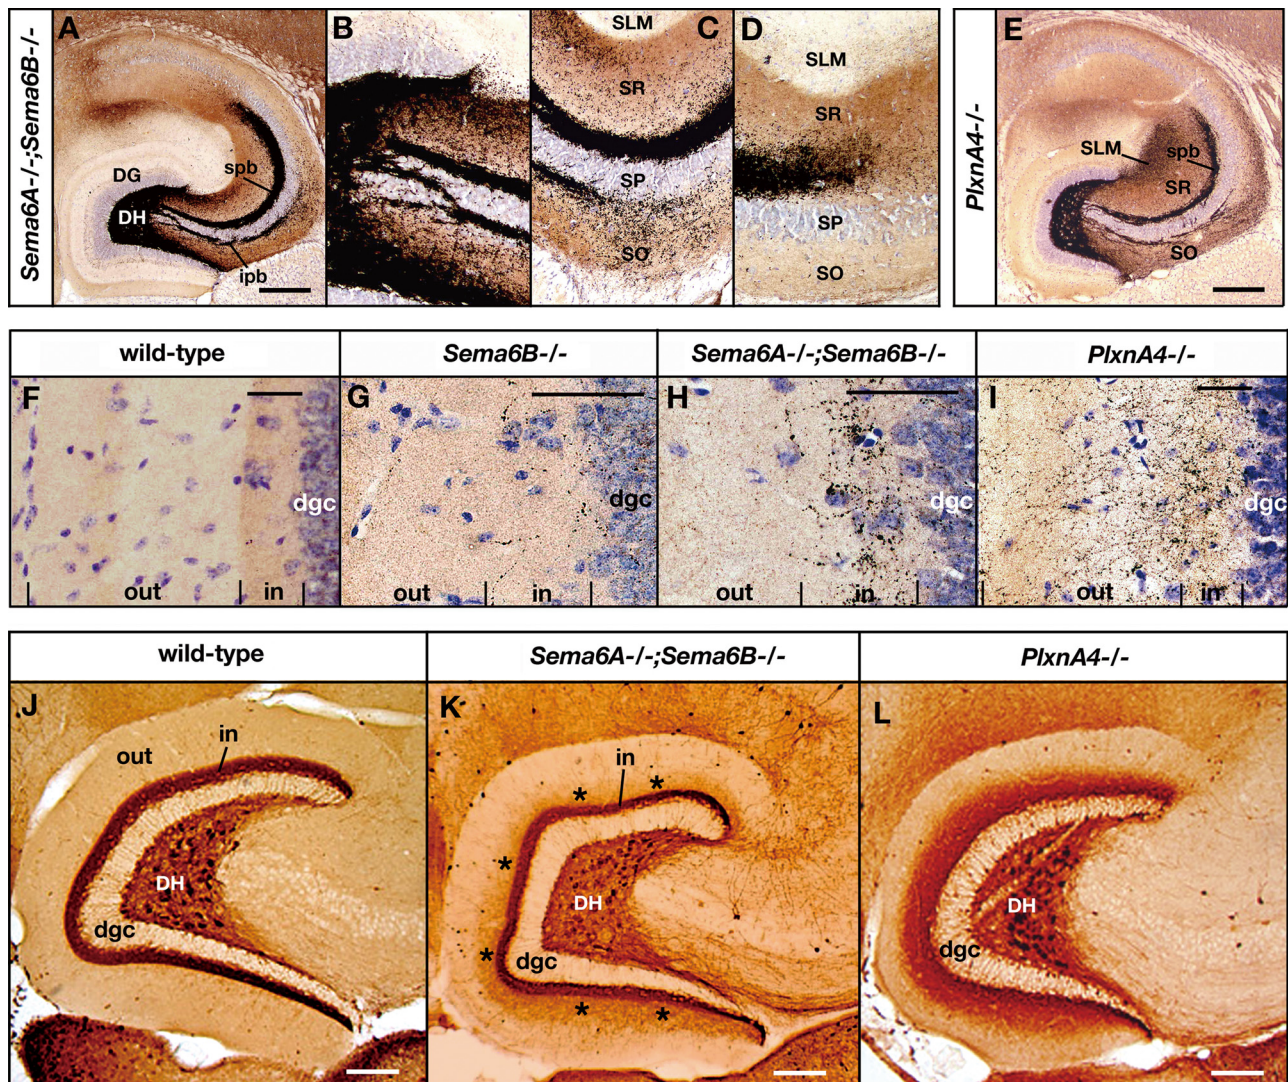 Sema6A-/-;Sema6B-/-
A
DG
DH
spb
ipb
B
SLM
C
SR
SP
SO
D
SLM
SR
SP
SO
PlxnA4-/-
E
SLM
spb
SR
SO
wild-type
Sema6B-/-
Sema6A-/-;Sema6B-/-
PlxnA4-/-
F
dgc
out
in
G
dgc
out
in
H
dgc
out
in
I
dgc
out
in
wild-type
Sema6A-/-;Sema6B-/-
PlxnA4-/-
J
out
in
DH
dgc
K
in
* *
*
DH
*
dgc
* *
L
DH
dgc